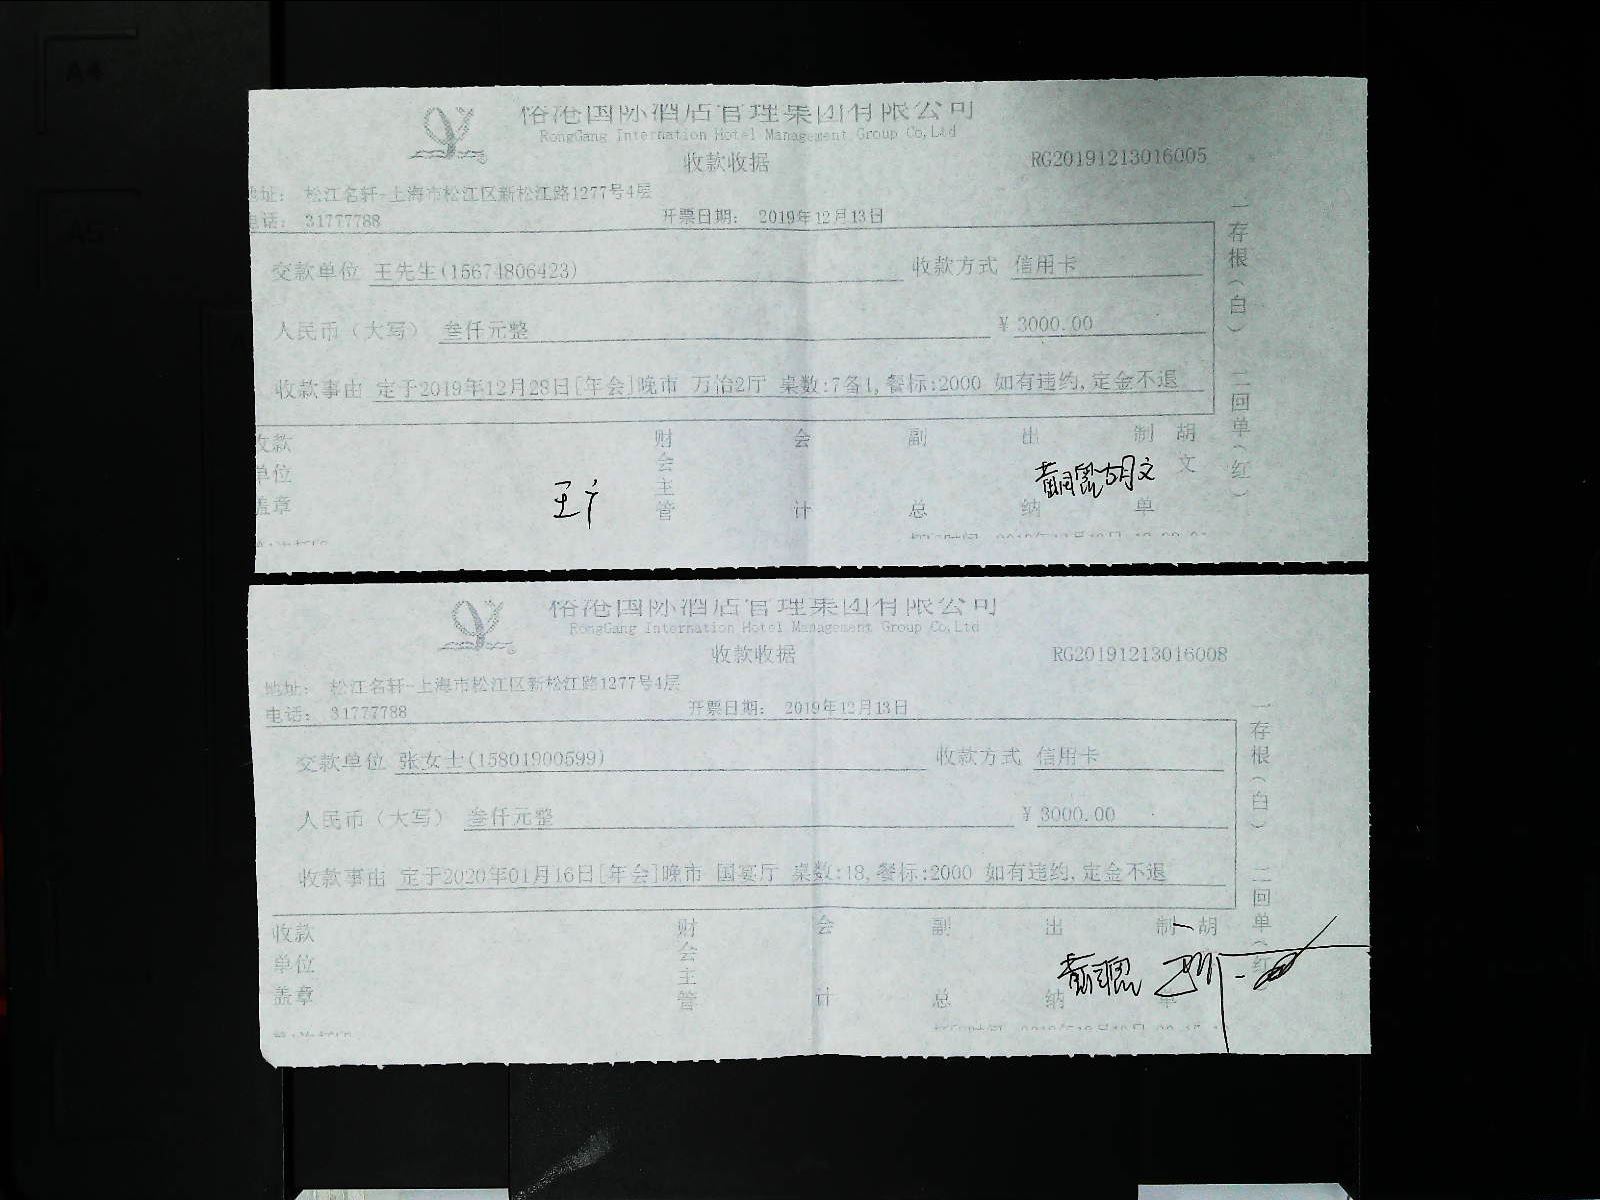 国际酒店管理集团有限公司
RongGang Internation Hotel Management Group Co,Ltd
收款收据
RG20191213016005
地址： 松江名轩-上海市松江区新松江路1277号4层
电话： 31777788
开票日期： 2019年12月13日
交款单位 王先生(15674806423)
收款方式 信用卡
人民币（大写） 叁仟元整
¥ 3000.00
收款事由 定于2019年12月28日[年会]晚市 万怡2厅 桌数:7备1,餐标:2000 如有违约,定金不退
一存根（白） 二回单（红）
收款单位盖章
财会主管
会计
副总
出纳
制单
胡文
胡文
国际酒店管理集团有限公司
RongGang Internation Hotel Management Group Co,Ltd
收款收据
RG20191213016008
地址： 松江名轩-上海市松江区新松江路1277号4层
电话： 31777788
开票日期： 2019年12月13日
交款单位 张女士(15801900599)
收款方式 信用卡
人民币（大写） 叁仟元整
¥ 3000.00
收款事由 定于2020年01月16日[年会]晚市 国宴厅 桌数:18,餐标:2000 如有违约,定金不退
一存根（白） 二回单（红）
收款单位盖章
财会主管
会计
副总
出纳
制单
胡